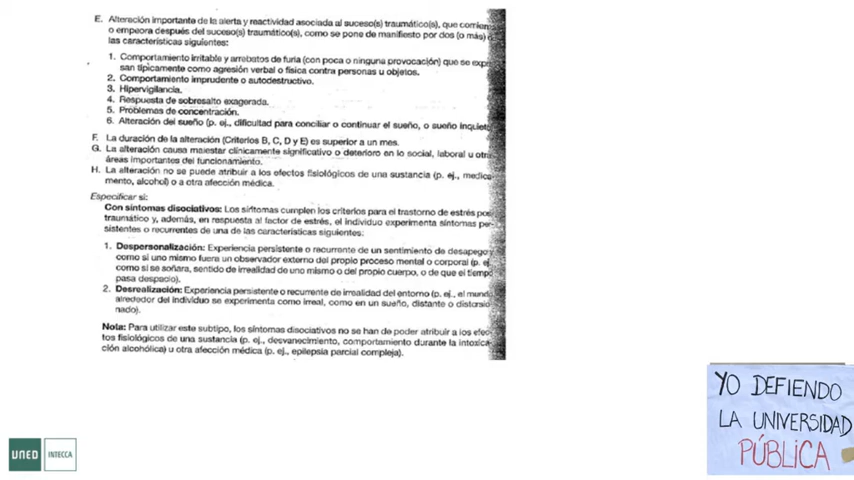 E. Alteración importante de la alerta y reactividad asociada al suceso(s) traumático(s), que comien
o empeora después del suceso(s) traumático(s), como se pone de manifiesto por dos (o más) d
las características siguientes:
1. Comportamiento irritable y arrebatos de furia (con poca o ninguna provocación) que se expr
san típicamente como agresión verbal o física contra personas u objetos.
2. Comportamiento imprudente o autodestructivo.
3. Hipervigilancia.
4. Respuesta de sobresalto exagerada.
5. Problemas de concentración.
6. Alteración del sueño (p. ej., dificultad para conciliar o continuar el sueño, o sueño inquieto
F. La duración de la alteración (Criterios B, C, D y E) es superior a un mes.
G. La alteración causa malestar clínicamente significativo o deterioro en lo social, laboral u otra
áreas importantes del funcionamiento.
H. La alteración no se puede atribuir a los efectos fisiológicos de una sustancia (p. ej., medica-
mento, alcohol) o a otra afección médica.
Especificar si:
Con síntomas disociativos: Los síntomas cumplen los criterios para el trastorno de estrés pos-
traumático y, además, en respuesta al factor de estrés, el individuo experimenta síntomas per-
sistentes o recurrentes de una de las características siguientes:
1. Despersonalización: Experiencia persistente o recurrente de un sentimiento de desapego y
como si uno mismo fuera un observador externo del propio proceso mental o corporal (p. ej.
como si se soñara, sentido de irrealidad de uno mismo o del propio cuerpo, o de que el tiempo
pasa despacio).
2. Desrealización: Experiencia persistente o recurrente de irrealidad del entorno (p. ej., el mund
alrededor del individuo se experimenta como irreal, como en un sueño, distante o distorsio
nado).
Nota: Para utilizar este subtipo, los síntomas disociativos no se han de poder atribuir a los efec-
tos fisiológicos de una sustancia (p. ej., desvanecimiento, comportamiento durante la intoxica-
ción alcohólica) u otra afección médica (p. ej., epilepsia parcial compleja).
YO DEFIENDO
LA UNIVERSIDAD
PÚBLICA
UNED INTECCA